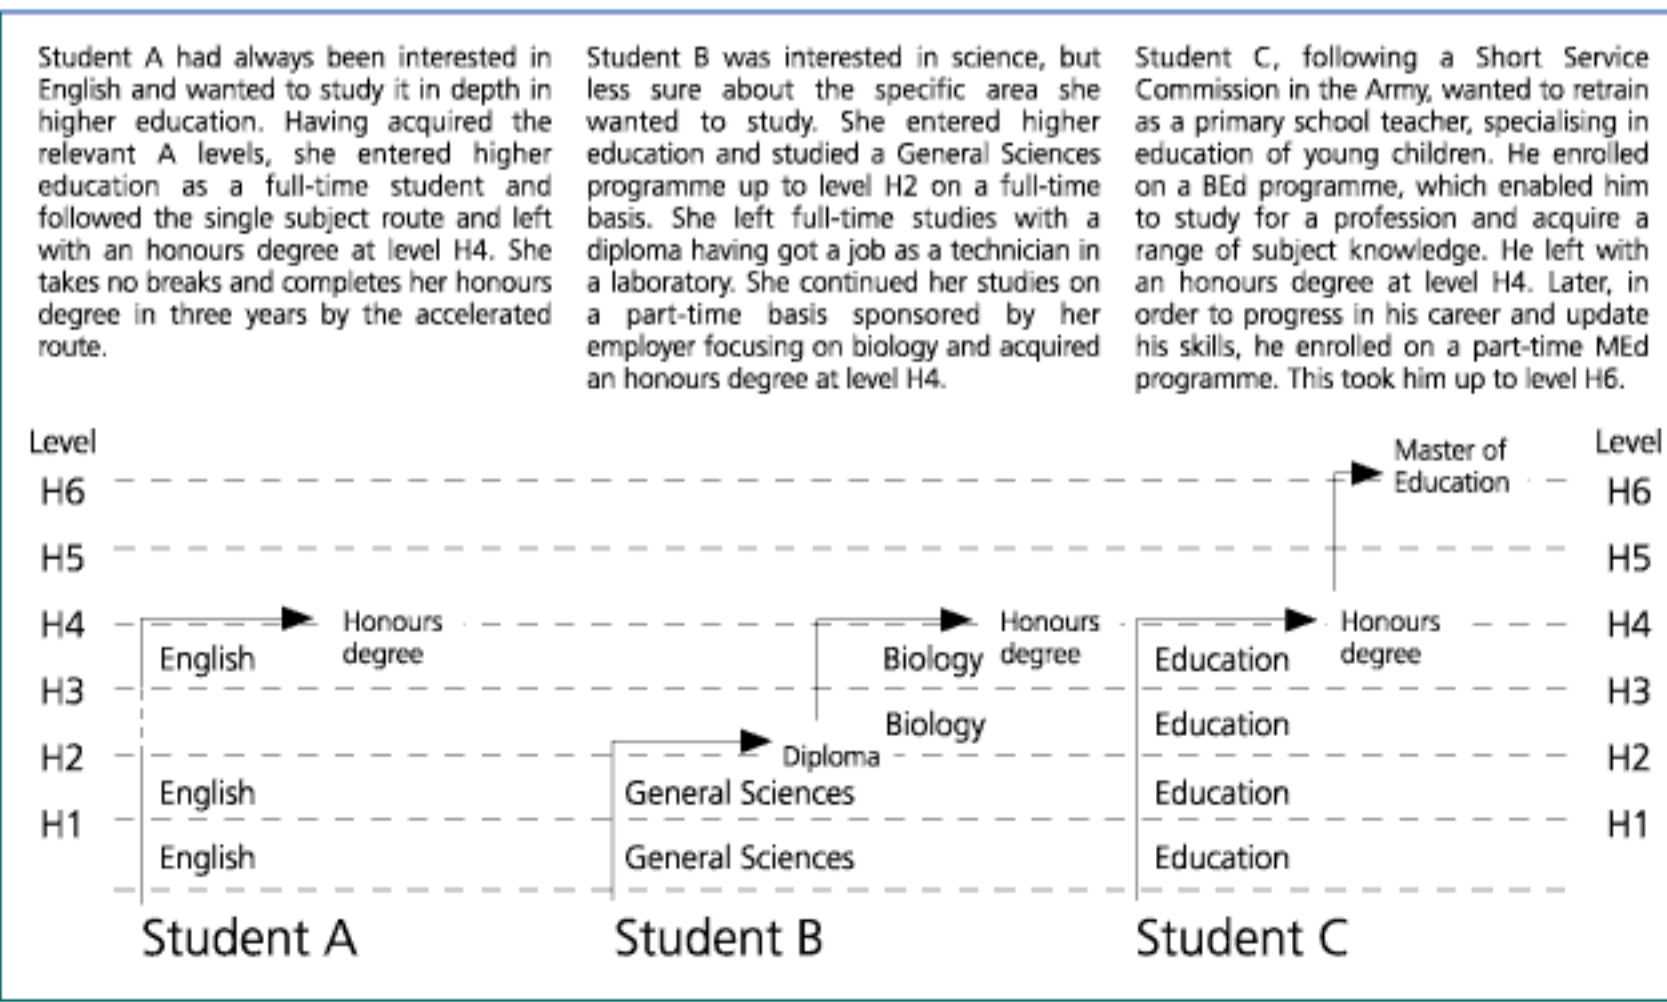 Student A had always been interested in
English and wanted to study it in depth in
higher education. Having acquired the
relevant A levels, she entered higher
education as a full-time student and
followed the single subject route and left
with an honours degree at level H4. She
takes no breaks and completes her honours
degree in three years by the accelerated
route.
Student B was interested in science, but
less sure about the specific area she
wanted to study. She entered higher
education and studied a General Sciences
programme up to level H2 on a full-time
basis. She left full-time studies with a
diploma having got a job as a technician in
a laboratory. She continued her studies on
a part-time basis sponsored by her
employer focusing on biology and acquired
an honours degree at level H4.
Student C, following a Short Service
Commission in the Army, wanted to retrain
as a primary school teacher, specialising in
education of young children. He enrolled
on a BEd programme, which enabled him
to study for a profession and acquire a
range of subject knowledge. He left with
an honours degree at level H4. Later, in
order to progress in his career and update
his skills, he enrolled on a part-time MEd
programme. This took him up to level H6.
Level
Master of
Level
H6
Education
H6
H5
H5
H4
Honours
Honours
Honours
H4
English
degree
Biology
degree
Education
degree
H3
H3
Biology
Education
H2
Diploma
H2
English
General Sciences
Education
H1
H1
English
General Sciences
Education
Student A
Student B
Student C